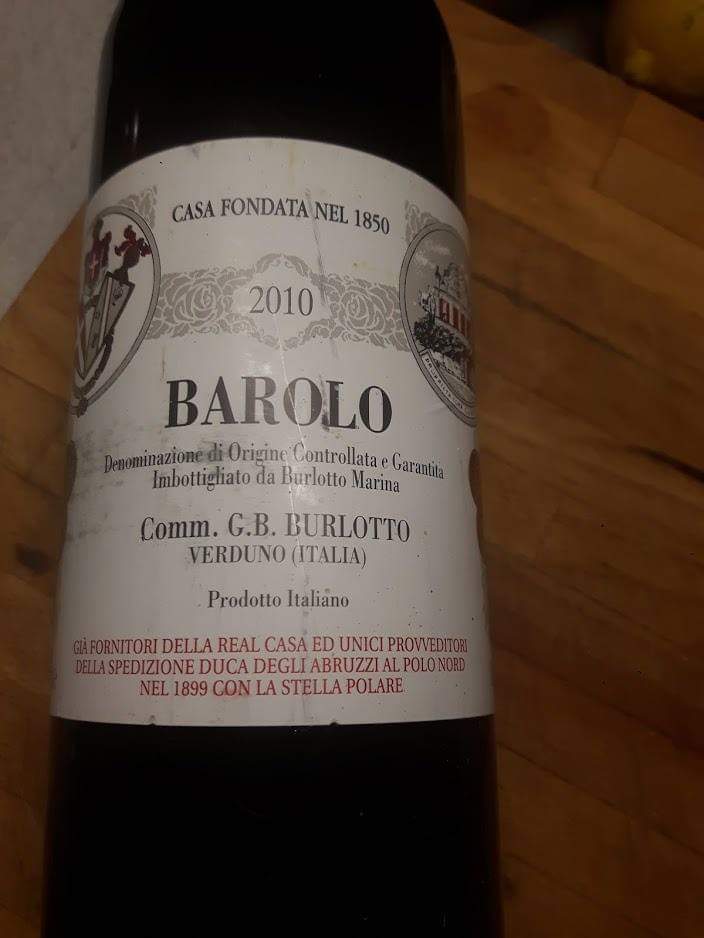 CASA FONDATA NEL 1850
2010
BAROLO
Denominazione di Origine Controllata e Garantita
Imbottigliato da Burlotto Marina
Comm. G.B. BURLOTTO
VERDUNO (ITALIA)
Prodotto Italiano
GIÀ FORNITORI DELLA REAL CASA ED UNICI PROVVEDITORI
DELLA SPEDIZIONE DUCA DEGLI ABRUZZI AL POLO NORD
NEL 1899 CON LA STELLA POLARE